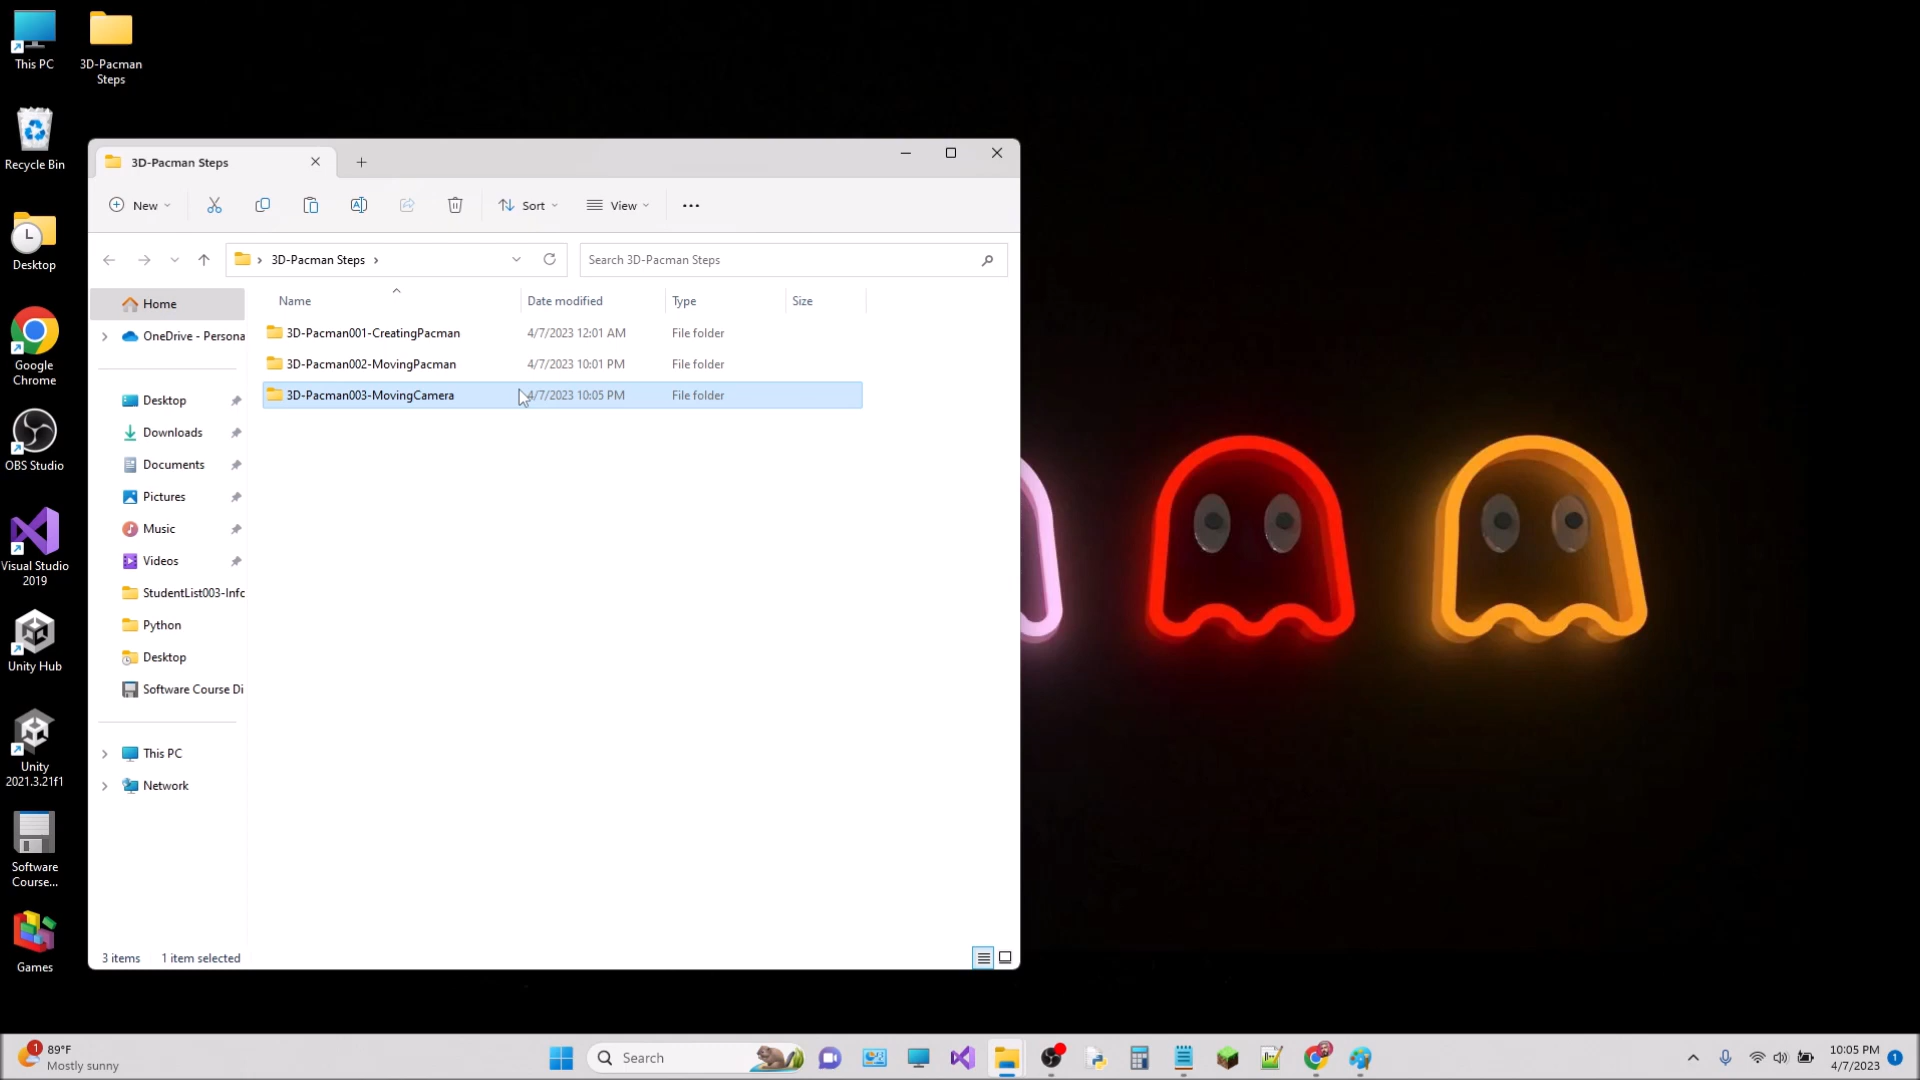 This PC
3D-Pacman
Steps
Recycle Bin
Desktop
Google
Chrome
OBS Studio
Visual Studio
2019
Unity Hub
Unity
2021.3.21f1
Software
Course...
Games
3D-Pacman Steps
New
Sort
View
3D-Pacman Steps
Search 3D-Pacman Steps
Name
Date modified
Type
Size
3D-Pacman001-CreatingPacman
4/7/2023 12:01 AM
File folder
3D-Pacman002-MovingPacman
4/7/2023 10:01 PM
File folder
3D-Pacman003-MovingCamera
4/7/2023 10:05 PM
File folder
Home
OneDrive - Persona
Desktop
Downloads
Documents
Pictures
Music
Videos
StudentList003-Info
Python
Desktop
Software Course Di
This PC
Network
3 items
1 item selected
1
89°F
Mostly sunny
Search
10:05 PM
4/7/2023
1